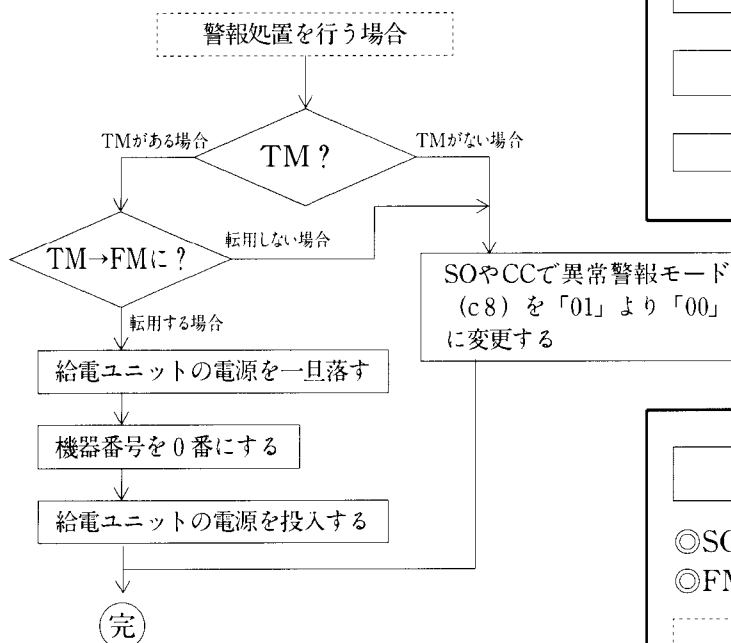 警報処置を行う場合
TMがある場合
TM?
TMがない場合
TM→FMに?
転用しない場合
SOやCCで異常警報モード
(c8)を「01」より「00」
に変更する
転用する場合
給電ユニットの電源を一旦落す
機器番号を0番にする
給電ユニットの電源を投入する
◎SO
◎FM
完